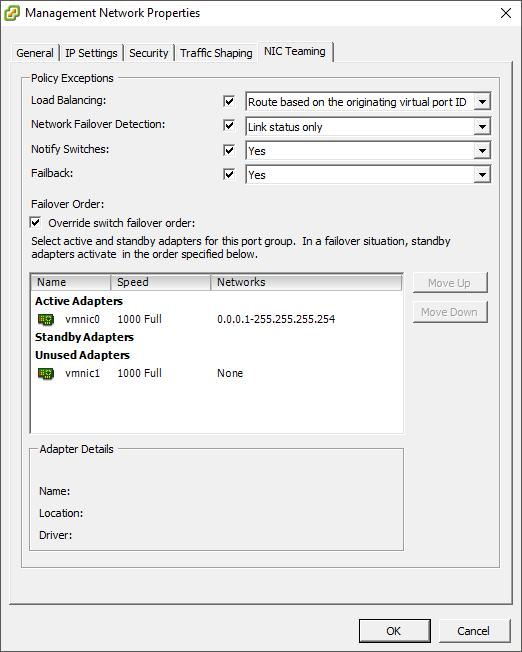 Management Network Properties
General IP Settings Security Traffic Shaping NIC Teaming
Policy Exceptions
Load Balancing: Route based on the originating virtual port ID
Network Failover Detection: Link status only
Notify Switches: Yes
Failback: Yes
Failover Order:
Override switch failover order:
Select active and standby adapters for this port group. In a failover situation, standby
adapters activate in the order specified below.
Name Speed Networks
Move Up
Active Adapters
vmnic0 1000 Full 0.0.0.1-255.255.255.254
Move Down
Standby Adapters
Unused Adapters
vmnic1 1000 Full None
Adapter Details
Name:
Location:
Driver:
OK Cancel